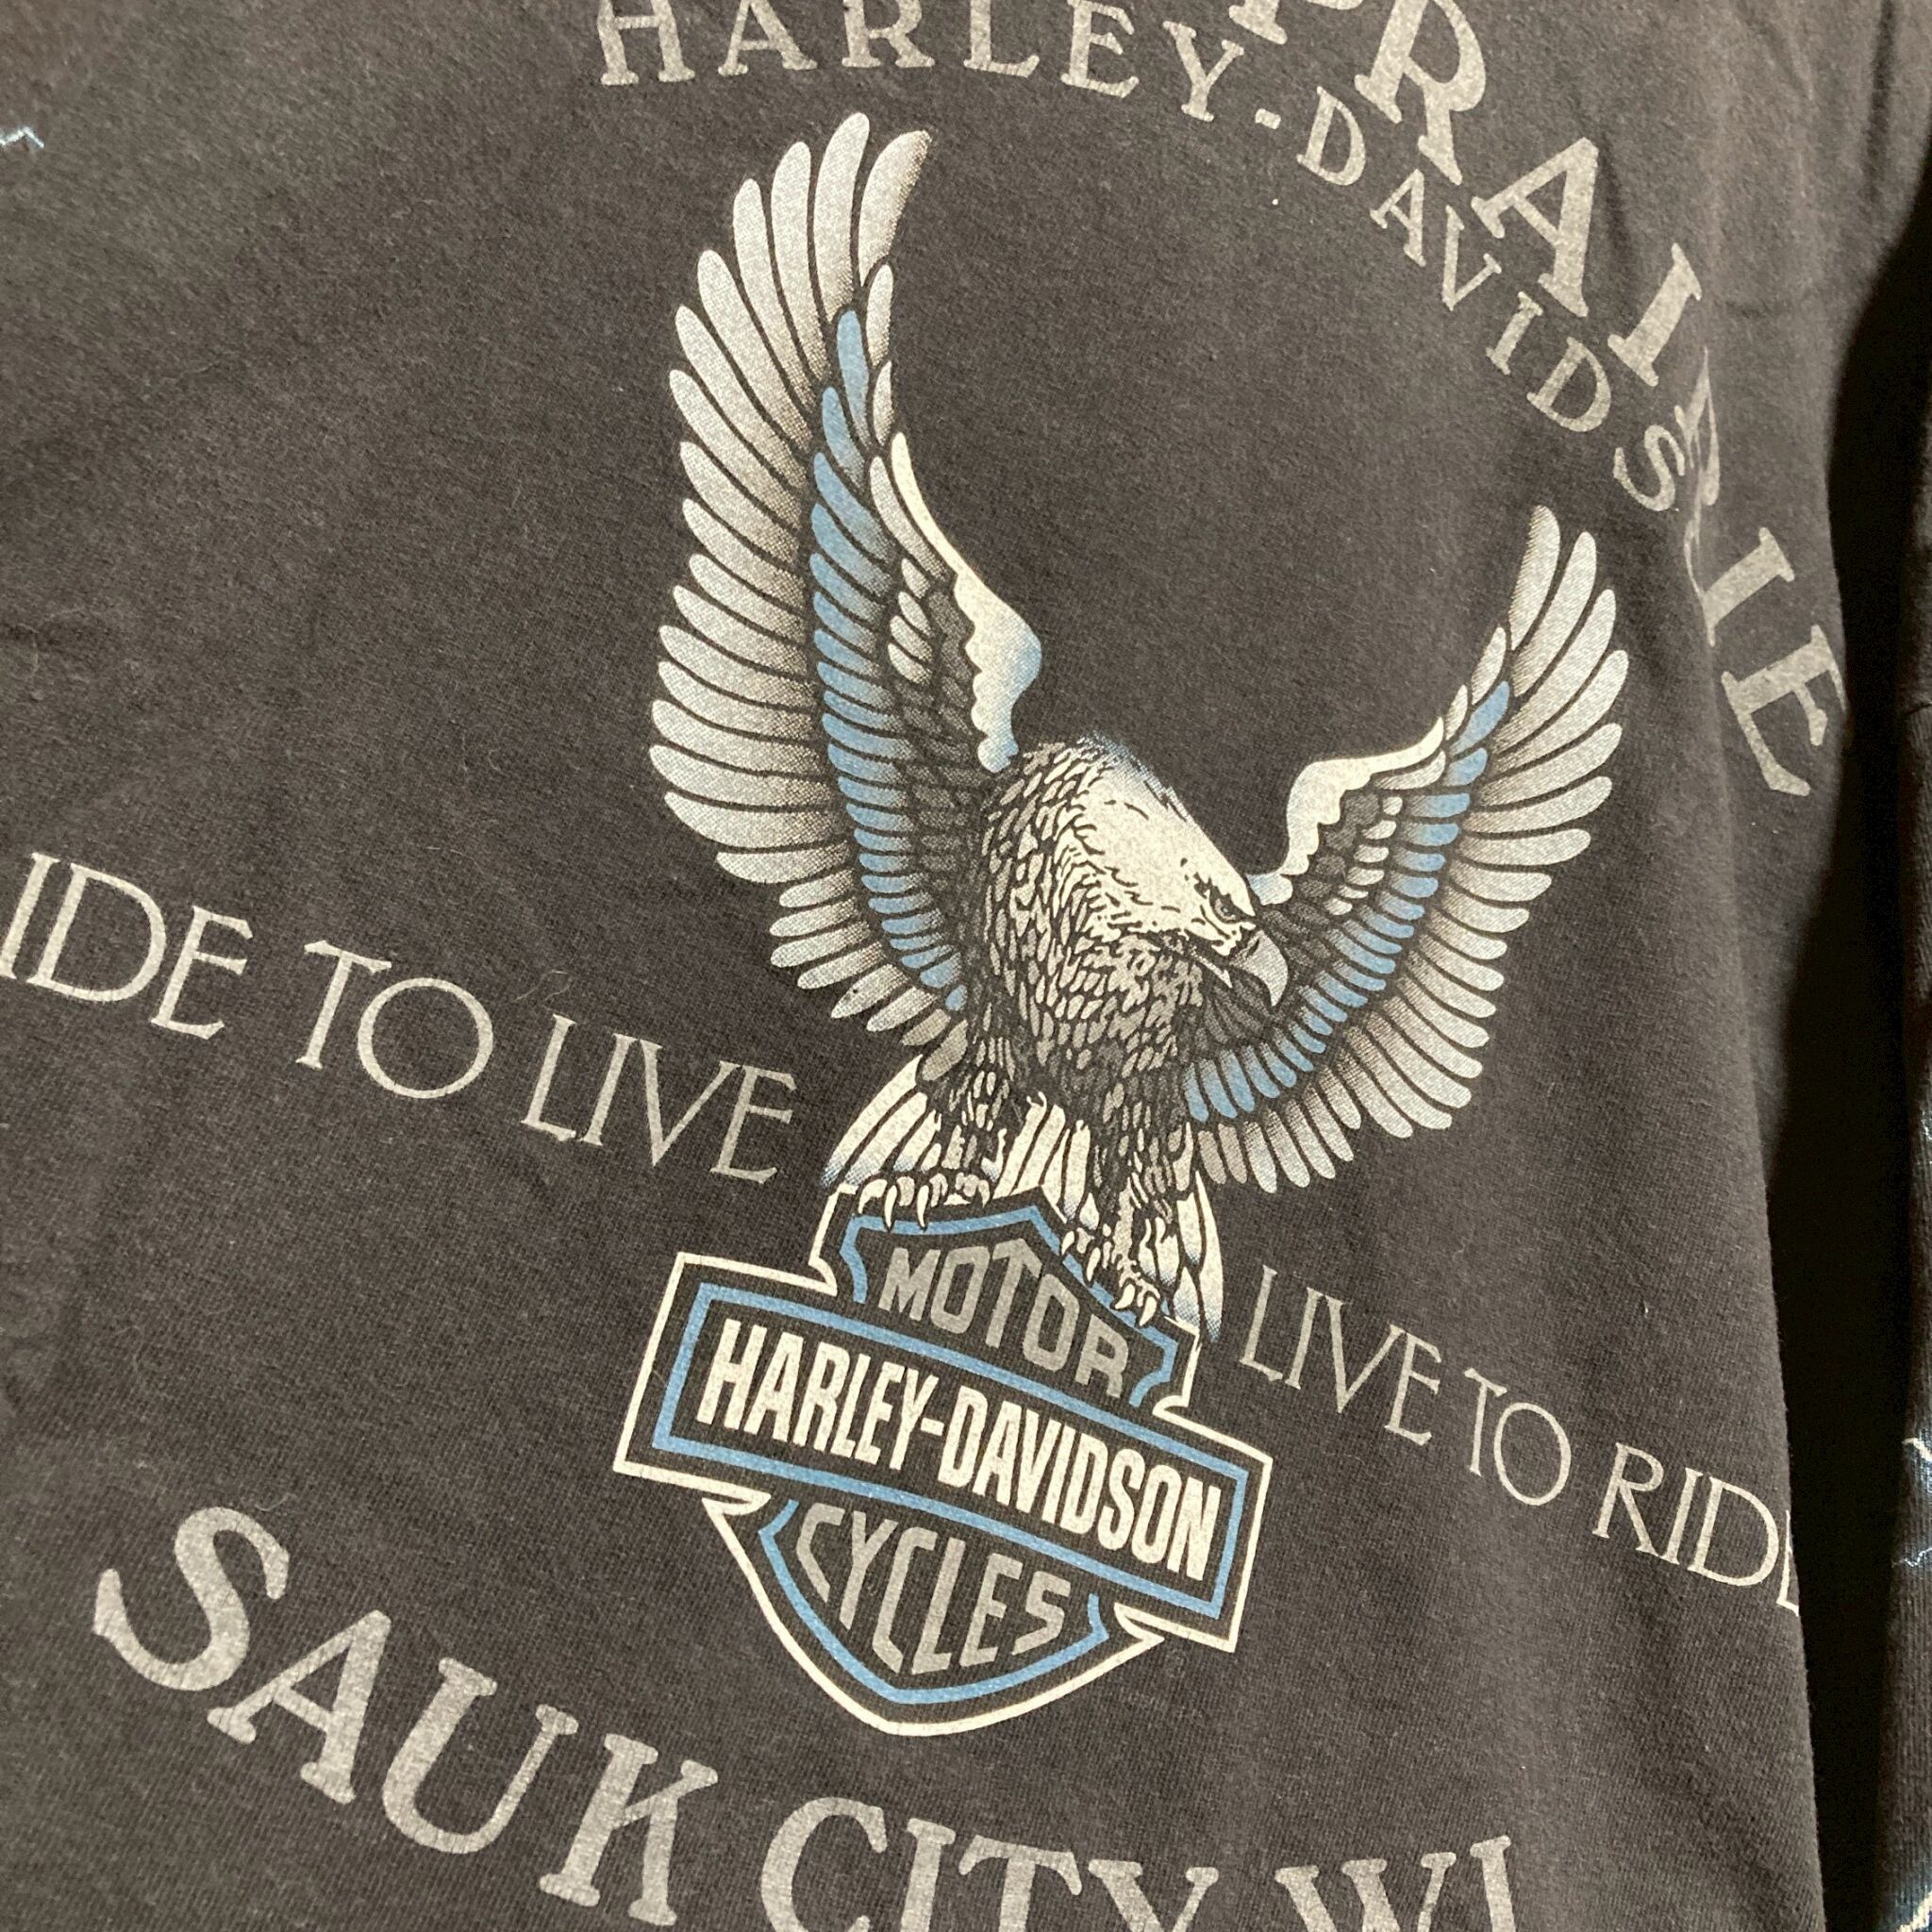 PRAIRIE
HARLEY-DAVIDS
IDE TO LIVE
LIVE TO RIDE
MOTOR
HARLEY-DAVIDSON
CYCLES
SAUK CITY, WI